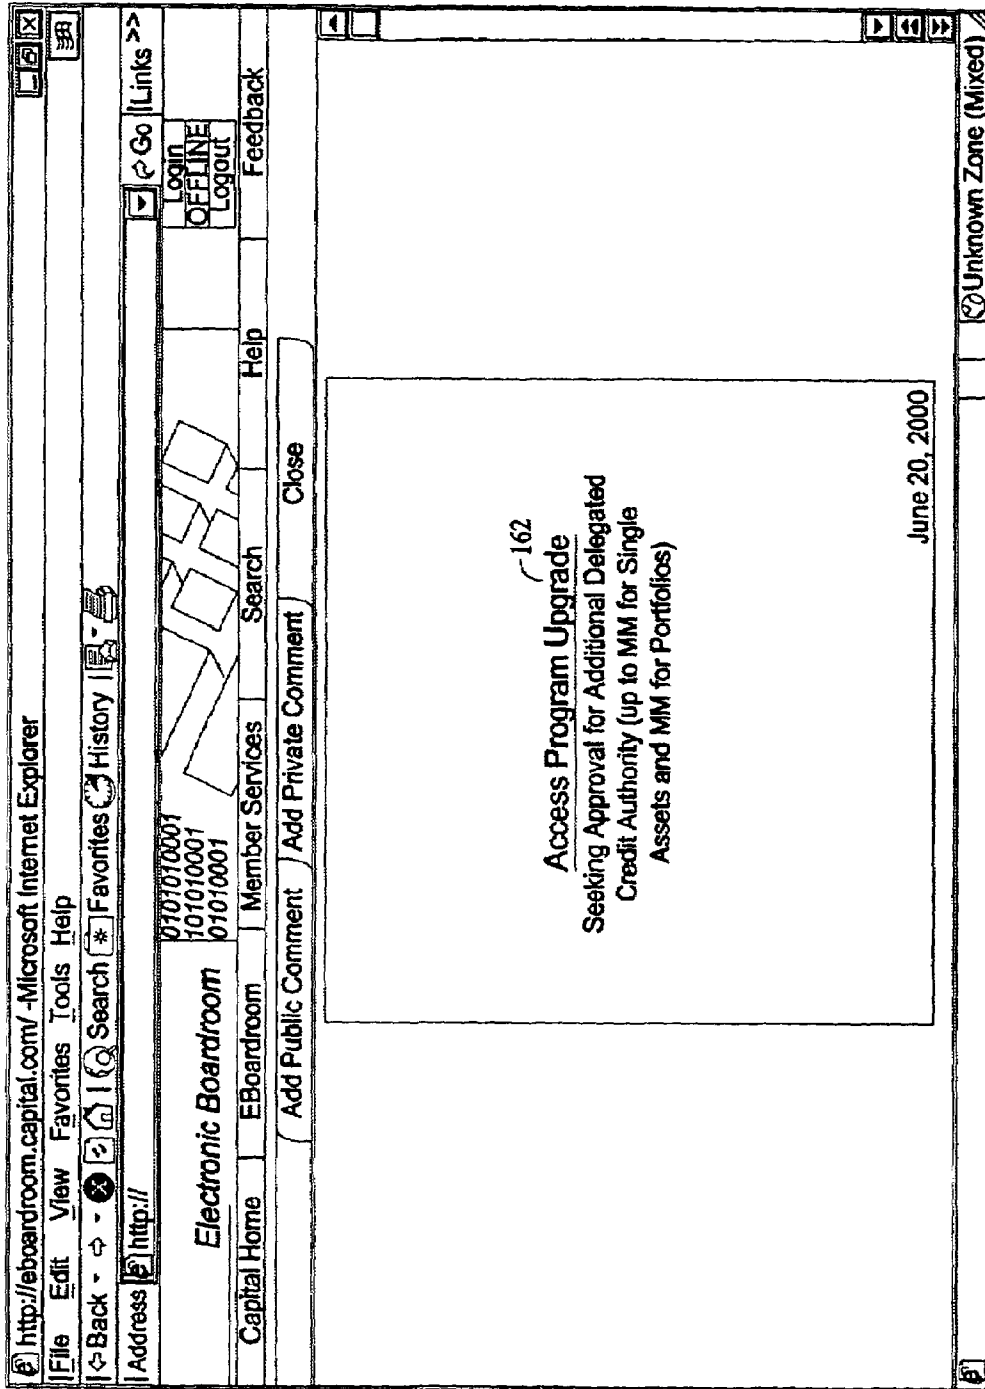 http://eboardroom.capital.com/ -Microsoft Internet Explorer
File Edit View Favorites Tools Help
Back Search Favorites History
Address http:// Go Links >>
Electronic Boardroom
0101010001
101010001
01010001
Login
OFFLINE
Logout
Capital Home EBoardroom Member Services Search Help Feedback
Add Public Comment Add Private Comment Close
162
Access Program Upgrade
Seeking Approval for Additional Delegated
Credit Authority (up to MM for Single
Assets and MM for Portfolios)
June 20, 2000
Unknown Zone (Mixed)